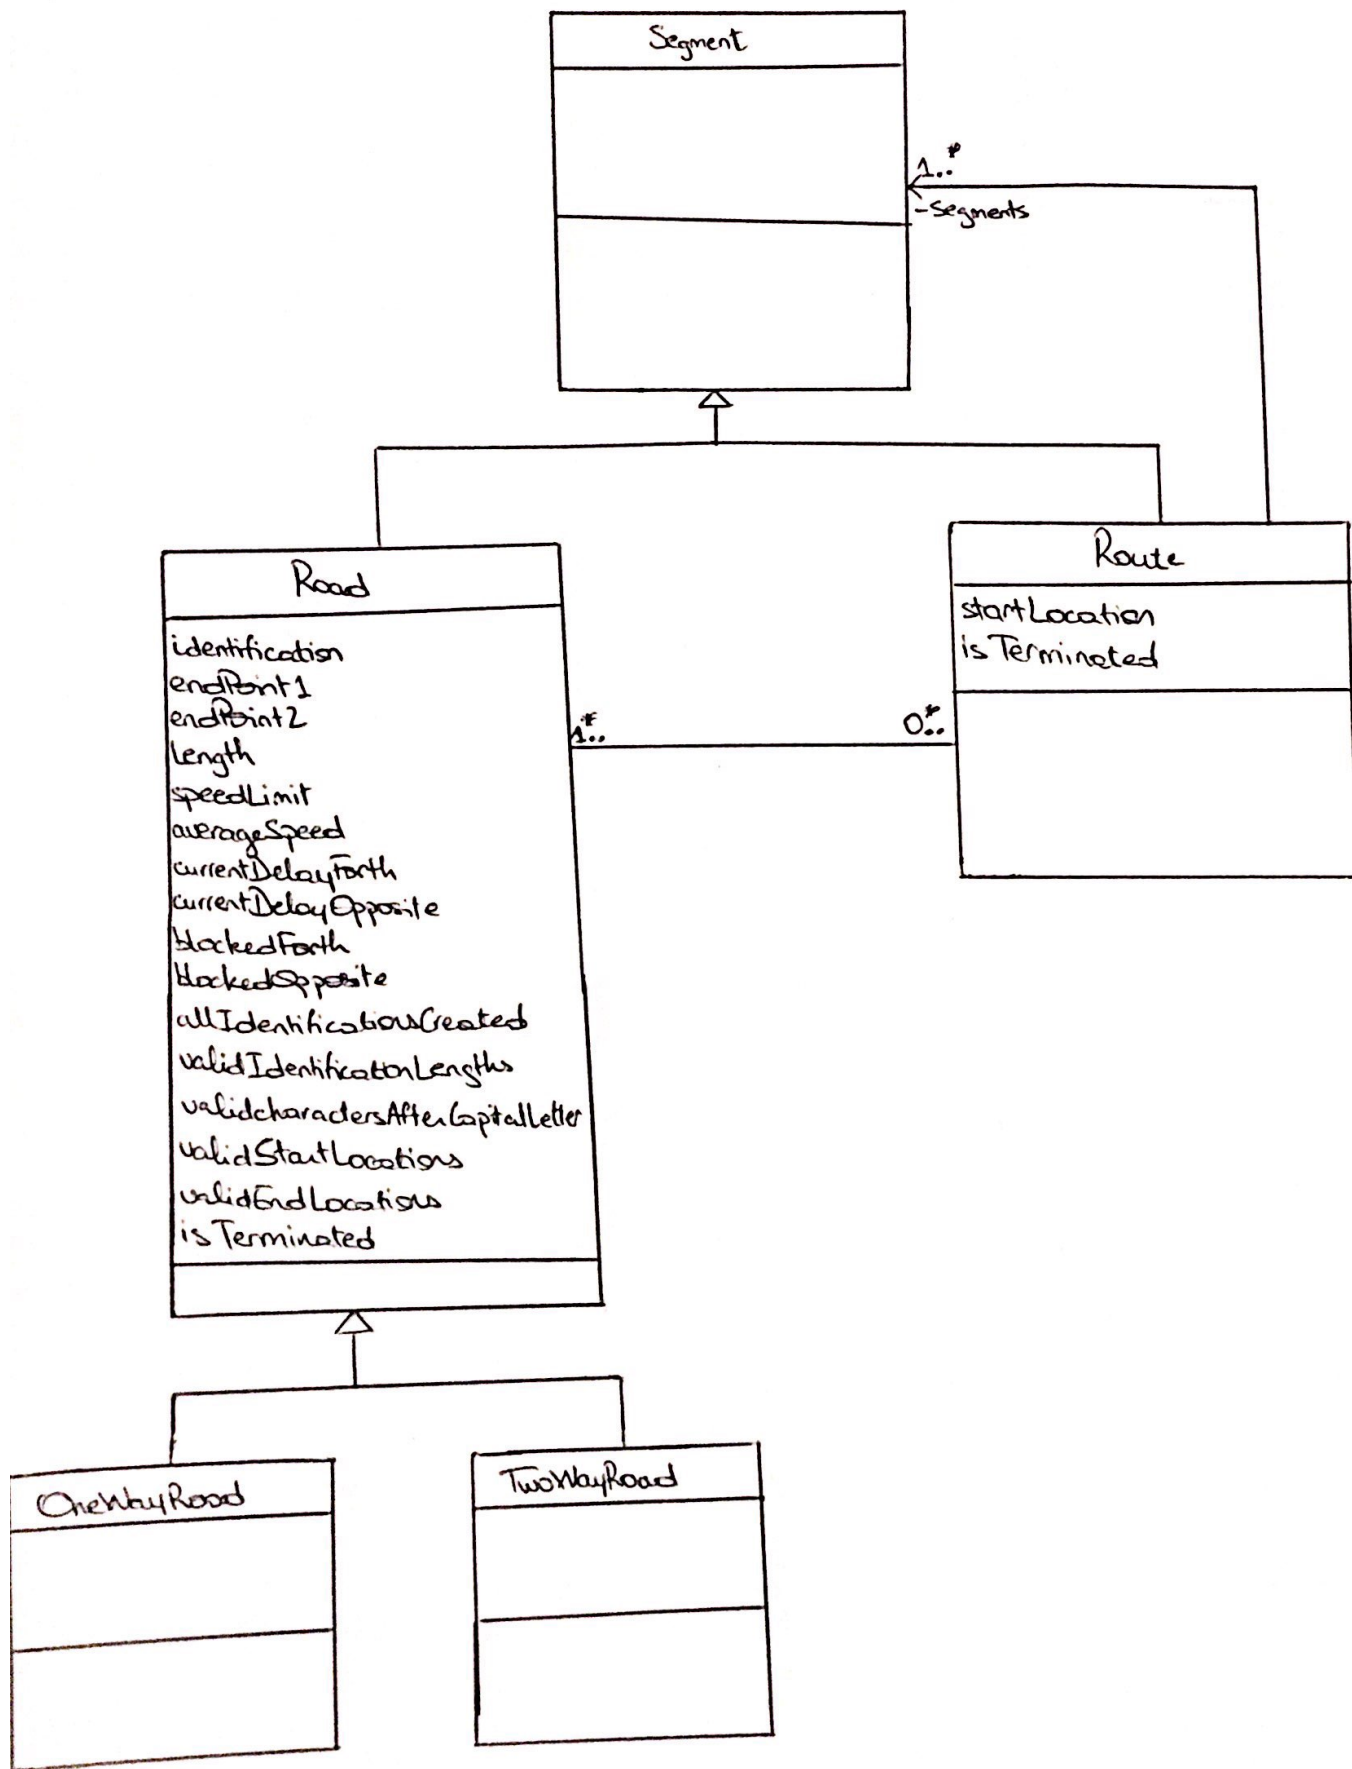 Segment
1..*
-segments
Road
identification
endPoint1
endPoint2
length
speedLimit
averageSpeed
currentDelayForth
currentDelayOpposite
blockedForth
blockedOpposite
allIdentificationsCreated
validIdentificationLengths
validcharactersAfterCapitalLetter
validStartLocations
validEndLocations
isTerminated
1..*
0..*
Route
startLocation
isTerminated
OneWayRoad
TwoWayRoad